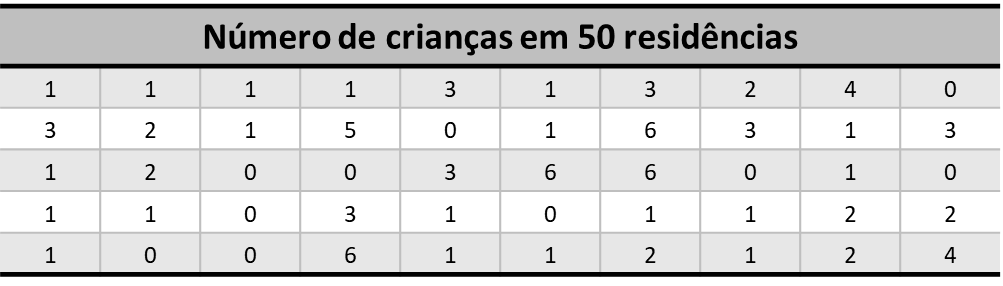 Número de crianças em 50 residências
1 1 1 1 3 1 3 2 4 0
3 2 1 5 0 1 6 3 1 3
1 2 0 0 3 6 6 0 1 0
1 1 0 3 1 0 1 1 2 2
1 0 0 6 1 1 2 1 2 4